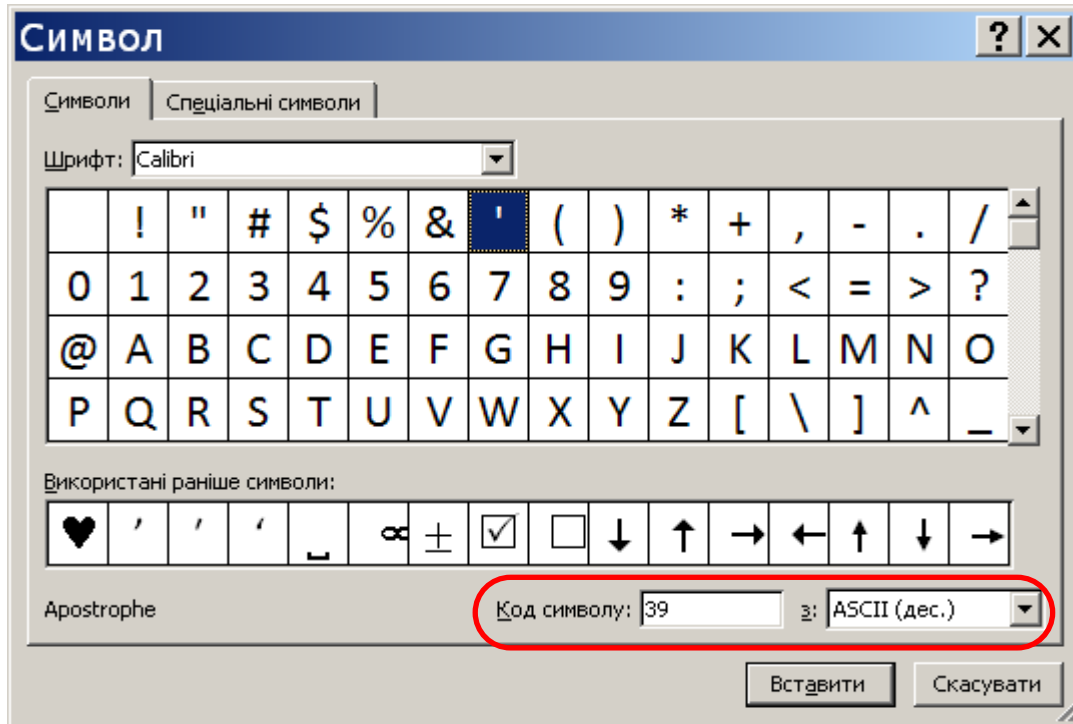 Символ
Символи Спеціальні символи
Шрифт: Calibri
! " # $ % & ' ( ) * + , - . /
0 1 2 3 4 5 6 7 8 9 : ; < = > ?
@ A B C D E F G H I J K L M N O
P Q R S T U V W X Y Z [ \ ] ^ _
Використані раніше символи:
♥ ′ ′ ‘ ␣ ∝ ± ☑ ☐ ↓ ↑ → ← ↑ ↓ →
Apostrophe Код символу: 39 з: ASCII (дес.)
Вставити Скасувати